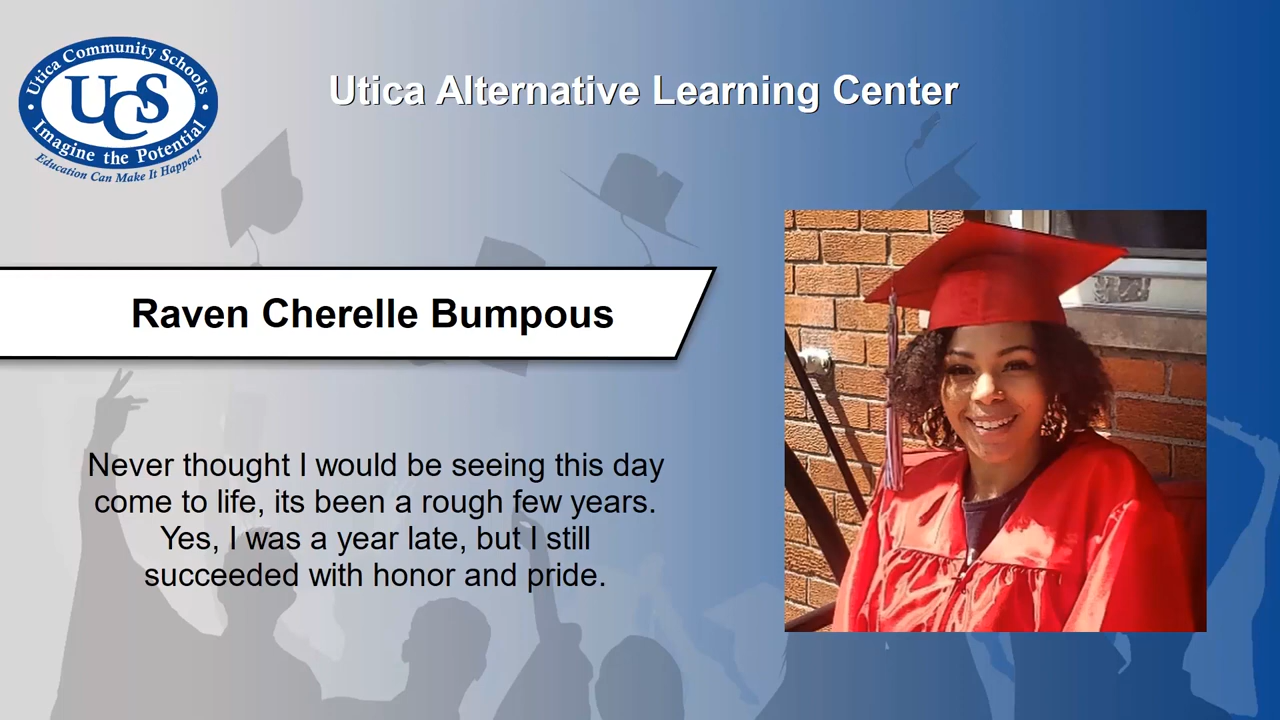 Utica Community Schools
UCS
Imagine the Potential
Education Can Make It Happen!
Utica Alternative Learning Center
Raven Cherelle Bumpous
Never thought I would be seeing this day
come to life, its been a rough few years.
Yes, I was a year late, but I still
succeeded with honor and pride.